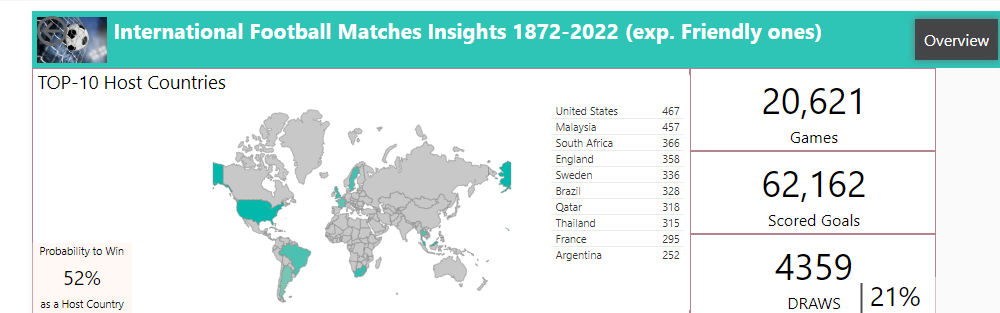 International Football Matches Insights 1872-2022 (exp. Friendly ones)
Overview
TOP-10 Host Countries
United States 467
Malaysia 457
South Africa 366
England 358
Sweden 336
Brazil 328
Qatar 318
Thailand 315
France 295
Argentina 252
Probability to Win
52%
as a Host Country
20,621
Games
62,162
Scored Goals
4359
DRAWS
21%